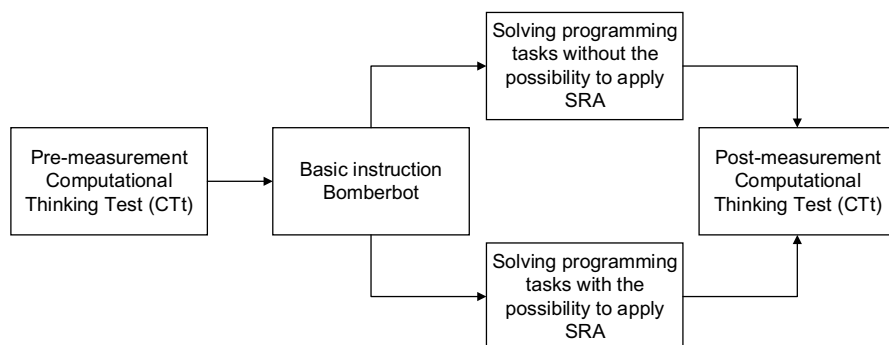 Pre-measurement
Computational
Thinking Test (CTt)
Basic instruction
Bomberbot
Solving programming
tasks without the
possibility to apply
SRA
Solving programming
tasks with the
possibility to apply
SRA
Post-measurement
Computational
Thinking Test (CTt)